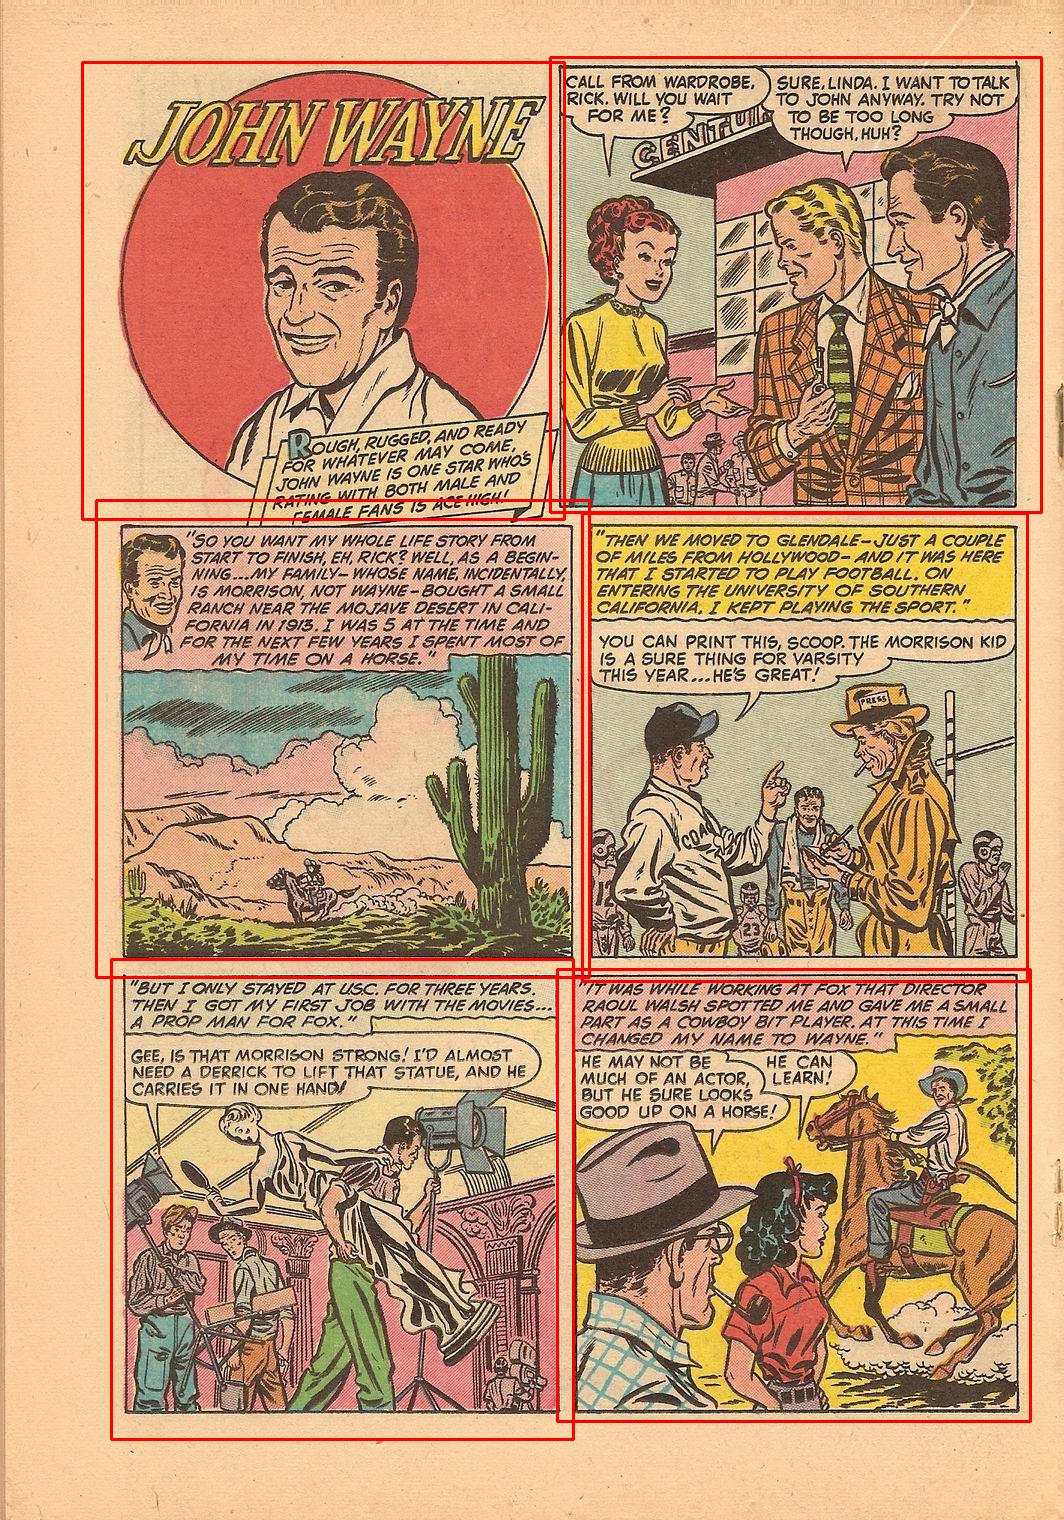 JOHN WAYNE
ROUGH, RUGGED, AND READY
FOR WHATEVER MAY COME,
JOHN WAYNE IS ONE STAR WHO'S
RATING WITH BOTH MALE AND
FEMALE FANS IS ACE HIGH!
CALL FROM WARDROBE,
RICK. WILL YOU WAIT
FOR ME?
SURE, LINDA. I WANT TO TALK
TO JOHN ANYWAY. TRY NOT
TO BE TOO LONG
THOUGH, HUH?
CENTU
"SO YOU WANT MY WHOLE LIFE STORY FROM
START TO FINISH, EH, RICK? WELL, AS A BEGIN-
NING...MY FAMILY—WHOSE NAME, INCIDENTALLY,
IS MORRISON, NOT WAYNE—BOUGHT A SMALL
RANCH NEAR THE MOJAVE DESERT IN CALI-
FORNIA IN 1913. I WAS 5 AT THE TIME AND
FOR THE NEXT FEW YEARS I SPENT MOST OF
MY TIME ON A HORSE."
"THEN WE MOVED TO GLENDALE—JUST A COUPLE
OF MILES FROM HOLLYWOOD—AND IT WAS HERE
THAT I STARTED TO PLAY FOOTBALL. ON
ENTERING THE UNIVERSITY OF SOUTHERN
CALIFORNIA, I KEPT PLAYING THE SPORT."
YOU CAN PRINT THIS, SCOOP. THE MORRISON KID
IS A SURE THING FOR VARSITY
THIS YEAR...HE'S GREAT!
PRESS
COAC
23
"BUT I ONLY STAYED AT U.S.C. FOR THREE YEARS.
THEN I GOT MY FIRST JOB WITH THE MOVIES...
A PROP MAN FOR FOX."
GEE, IS THAT MORRISON STRONG! I'D ALMOST
NEED A DERRICK TO LIFT THAT STATUE, AND HE
CARRIES IT IN ONE HAND!
"IT WAS WHILE WORKING AT FOX THAT DIRECTOR
RAOUL WALSH SPOTTED ME AND GAVE ME A SMALL
PART AS A COWBOY BIT PLAYER. AT THIS TIME I
CHANGED MY NAME TO WAYNE."
HE MAY NOT BE
MUCH OF AN ACTOR,
BUT HE SURE LOOKS
GOOD UP ON A HORSE!
HE CAN
LEARN!